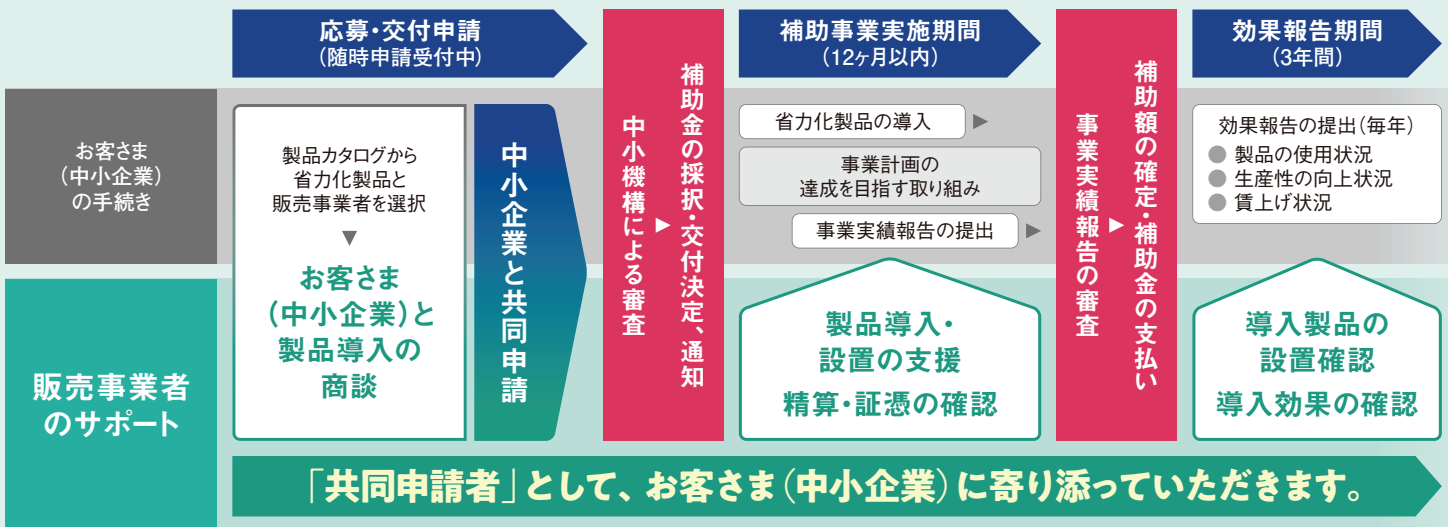 応募・交付申請
(随時申請受付中)
補助事業実施期間
(12ヶ月以内)
効果報告期間
(3年間)
お客さま
(中小企業)
の手続き
製品カタログから
省力化製品と
販売事業者を選択
▼
お客さま
(中小企業)と
製品導入の
商談
中小企業と共同申請
中小機構による審査
▶
補助金の採択・交付決定、通知
省力化製品の導入 ▶
事業計画の
達成を目指す取り組み
事業実績報告の提出 ▶
製品導入・
設置の支援
精算・証憑の確認
事業実績報告の審査
▶
補助額の確定・補助金の支払い
効果報告の提出(毎年)
● 製品の使用状況
● 生産性の向上状況
● 賃上げ状況
導入製品の
設置確認
導入効果の確認
販売事業者
のサポート
「共同申請者」として、お客さま(中小企業)に寄り添っていただきます。